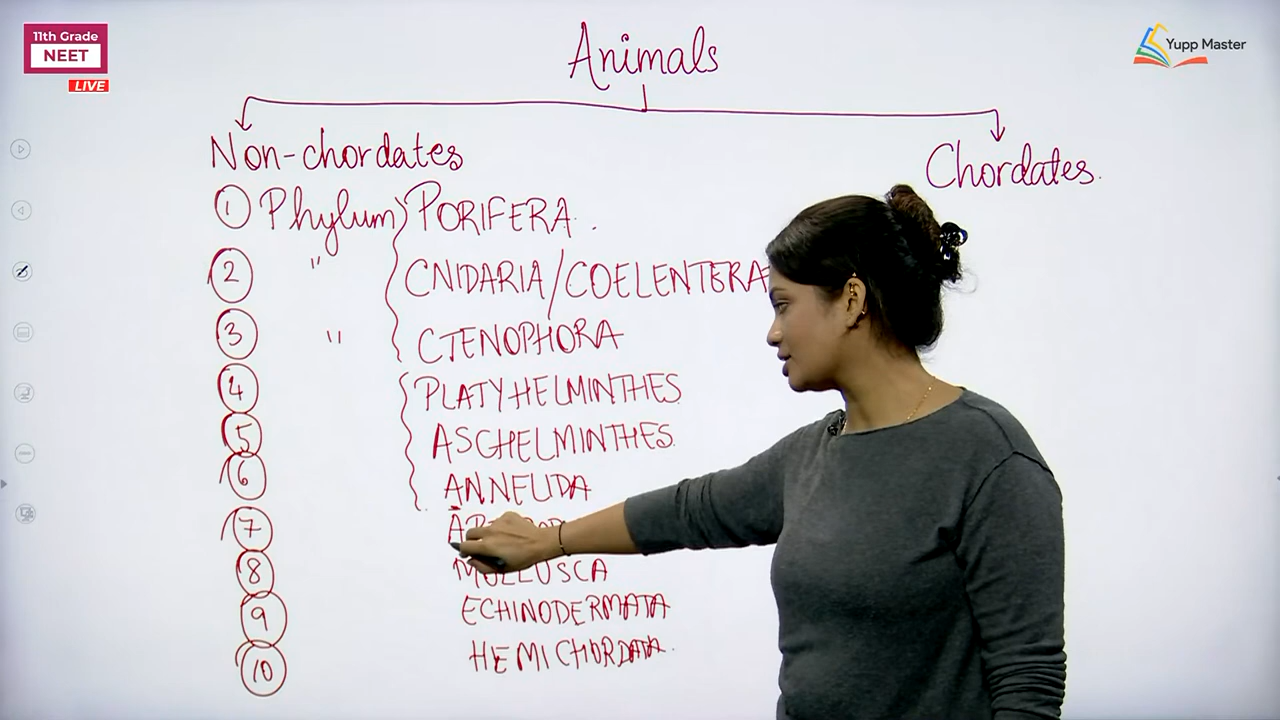 11th Grade
NEET
LIVE
Yupp Master
Animals
Non-chordates
Chordates.
1 Phylum PORIFERA.
2 " CNIDARIA/COELENTERA
3 " CTENOPHORA
4 PLATYHELMINTHES
5 ASCHELMINTHES.
6 ANNELIDA
7
8 MOLLUSCA
9 ECHINODERMATA
10 HEMICHORDATA.